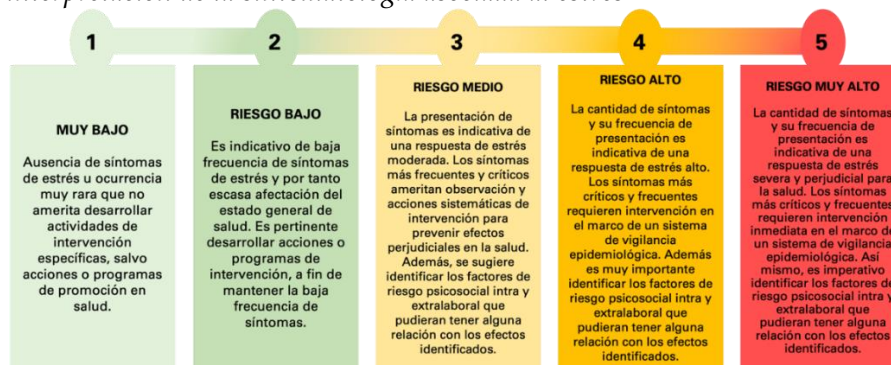 1
2
3
4
5
MUY BAJO
Ausencia de síntomas
de estrés u ocurrencia
muy rara que no
amerita desarrollar
actividades de
intervención
específicas, salvo
acciones o programas
de promoción en
salud.
RIESGO BAJO
Es indicativo de baja
frecuencia de síntomas
de estrés y por tanto
escasa afectación del
estado general de
salud. Es pertinente
desarrollar acciones o
programas de
intervención, a fin de
mantener la baja
frecuencia de
síntomas.
RIESGO MEDIO
La presentación de
síntomas es indicativa de
una respuesta de estrés
moderada. Los síntomas
más frecuentes y críticos
ameritan observación y
acciones sistemáticas de
intervención para
prevenir efectos
perjudiciales en la salud.
Además, se sugiere
identificar los factores de
riesgo psicosocial intra y
extralaboral que
pudieran tener alguna
relación con los efectos
identificados.
RIESGO ALTO
La cantidad de síntomas
y su frecuencia de
presentación es
indicativa de una
respuesta de estrés alto.
Los síntomas más
críticos y frecuentes
requieren intervención en
el marco de un sistema
de vigilancia
epidemiológica. Además
es muy importante
identificar los factores de
riesgo psicosocial intra y
extralaboral que
pudieran tener alguna
relación con los efectos
identificados.
RIESGO MUY ALTO
La cantidad de síntomas
y su frecuencia de
presentación es
indicativa de una
respuesta de estrés
severa y perjudicial para
la salud. Los síntomas
más críticos y frecuentes
requieren intervención
inmediata en el marco de
un sistema de vigilancia
epidemiológica. Así
mismo, es imperativo
identificar los factores de
riesgo psicosocial intra y
extralaboral que
pudieran tener alguna
relación con los efectos
identificados.